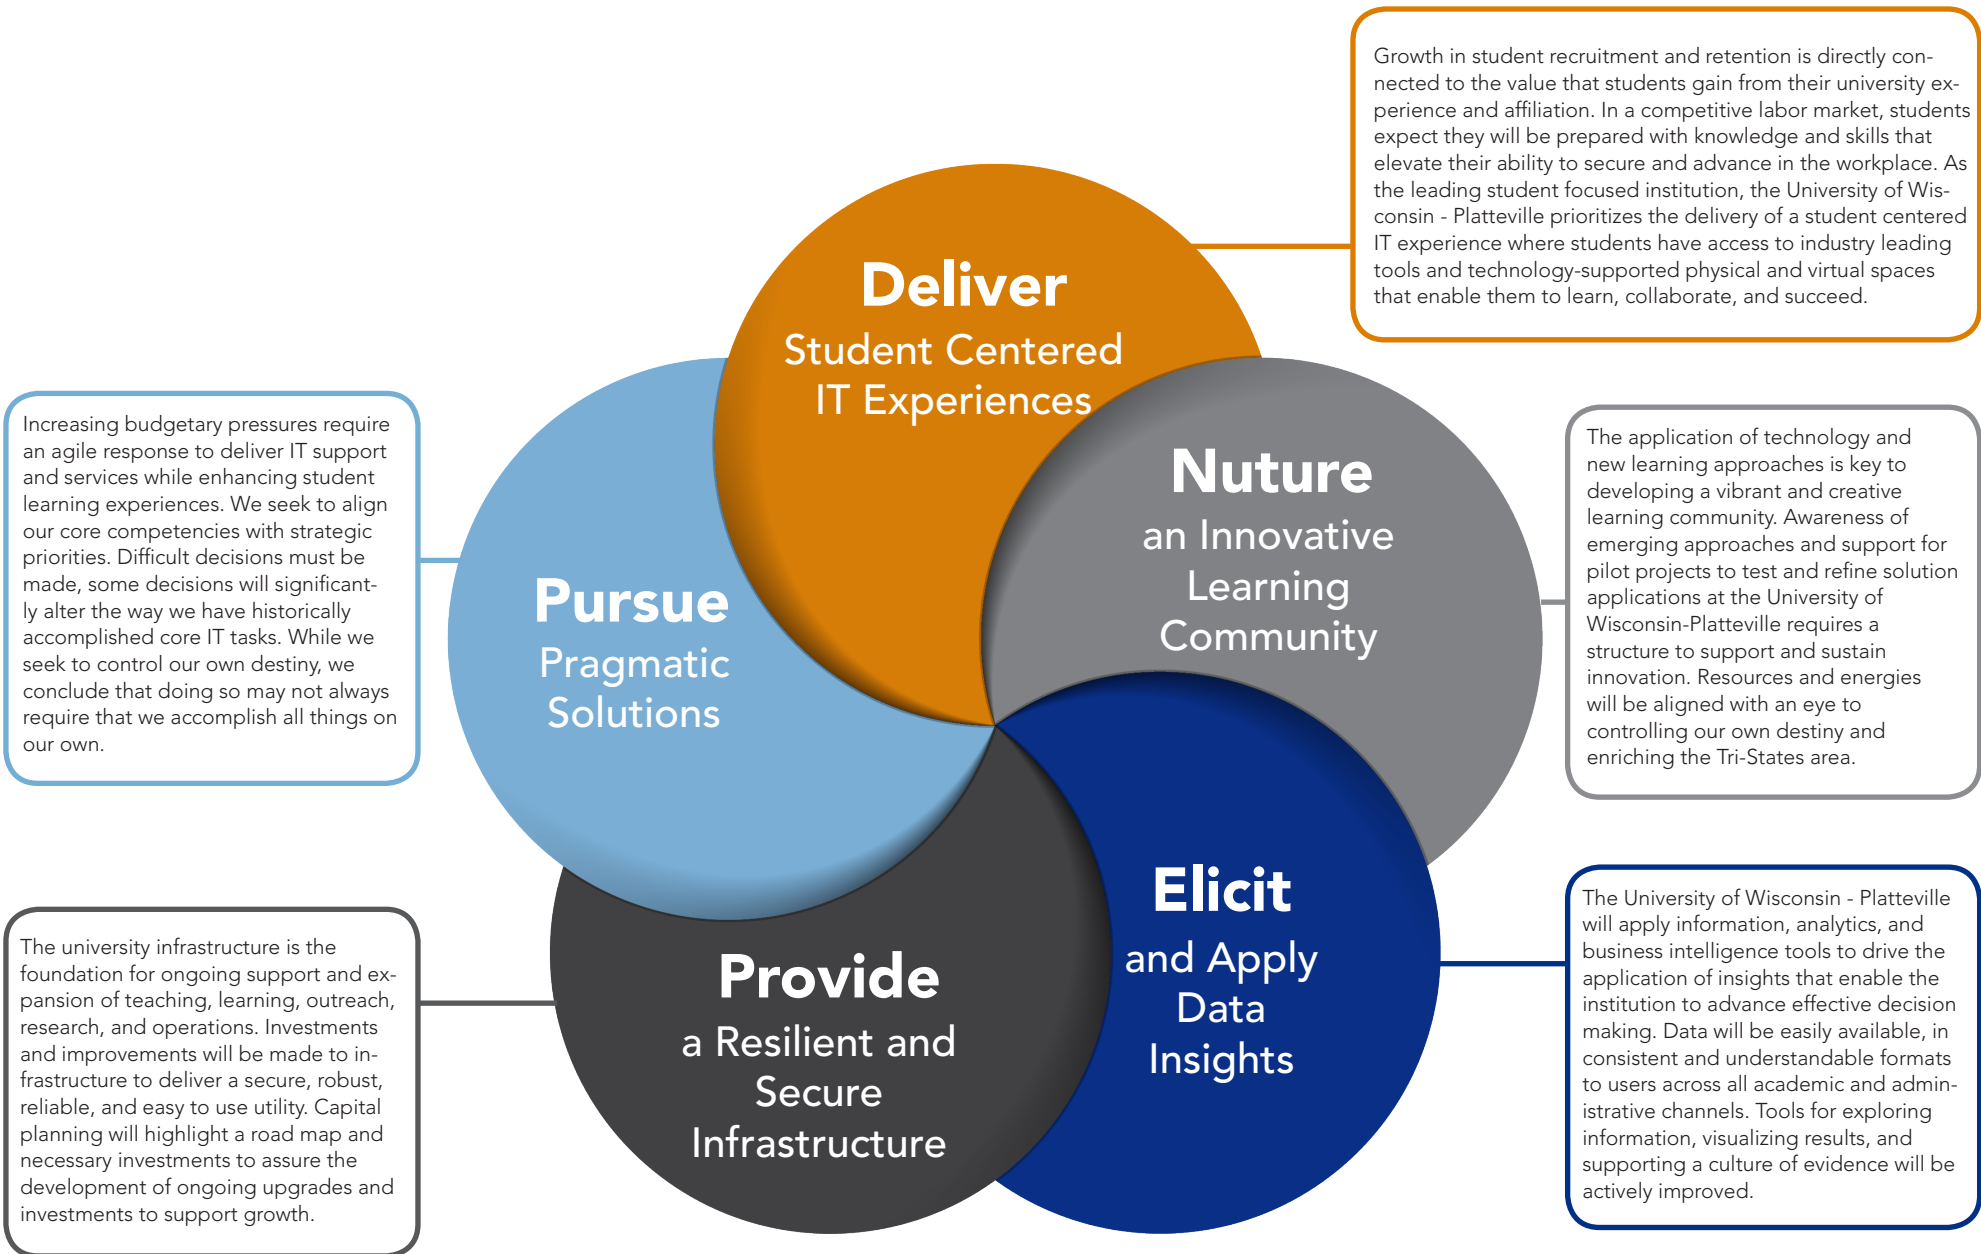 Growth in student recruitment and retention is directly con-
nected to the value that students gain from their university ex-
perience and affiliation. In a competitive labor market, students
expect they will be prepared with knowledge and skills that
elevate their ability to secure and advance in the workplace. As
the leading student focused institution, the University of Wis-
consin - Platteville prioritizes the delivery of a student centered
IT experience where students have access to industry leading
tools and technology-supported physical and virtual spaces
that enable them to learn, collaborate, and succeed.
Deliver
Student Centered
IT Experiences
Nuture
an Innovative
Learning
Community
The application of technology and
new learning approaches is key to
developing a vibrant and creative
learning community. Awareness of
emerging approaches and support for
pilot projects to test and refine solution
applications at the University of
Wisconsin-Platteville requires a
structure to support and sustain
innovation. Resources and energies
will be aligned with an eye to
controlling our own destiny and
enriching the Tri-States area.
Increasing budgetary pressures require
an agile response to deliver IT support
and services while enhancing student
learning experiences. We seek to align
our core competencies with strategic
priorities. Difficult decisions must be
made, some decisions will significant-
ly alter the way we have historically
accomplished core IT tasks. While we
seek to control our own destiny, we
conclude that doing so may not always
require that we accomplish all things on
our own.
Pursue
Pragmatic
Solutions
Elicit
and Apply
Data
Insights
The University of Wisconsin - Platteville
will apply information, analytics, and
business intelligence tools to drive the
application of insights that enable the
institution to advance effective decision
making. Data will be easily available, in
consistent and understandable formats
to users across all academic and admin-
istrative channels. Tools for exploring
information, visualizing results, and
supporting a culture of evidence will be
actively improved.
The university infrastructure is the
foundation for ongoing support and ex-
pansion of teaching, learning, outreach,
research, and operations. Investments
and improvements will be made to in-
frastructure to deliver a secure, robust,
reliable, and easy to use utility. Capital
planning will highlight a road map and
necessary investments to assure the
development of ongoing upgrades and
investments to support growth.
Provide
a Resilient and
Secure
Infrastructure